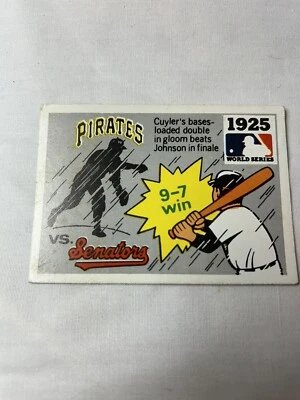 PIRATES
Cuyler's bases-
loaded double
in gloom beats
Johnson in finale
1925
WORLD SERIES
9-7
win
VS.
Senators